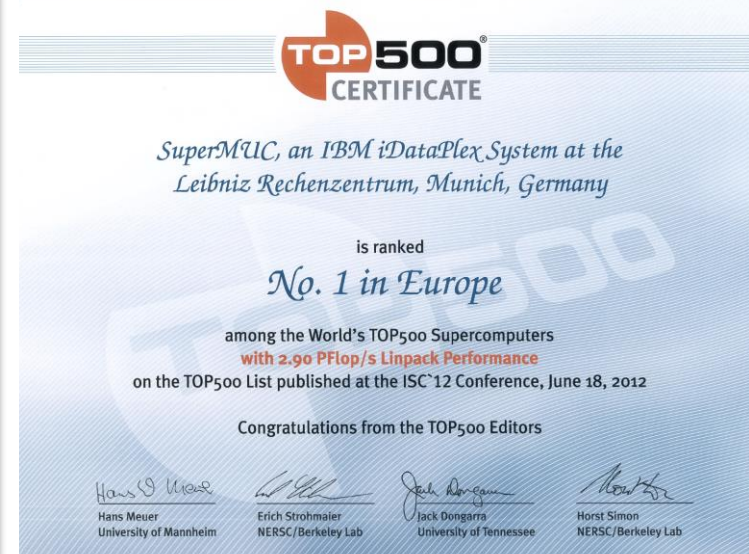 TOP500®
CERTIFICATE
SuperMUC, an IBM iDataPlex System at the
Leibniz Rechenzentrum, Munich, Germany
is ranked
No. 1 in Europe
among the World's TOP500 Supercomputers
with 2.90 PFlop/s Linpack Performance
on the TOP500 List published at the ISC`12 Conference, June 18, 2012
Congratulations from the TOP500 Editors
Hans Meuer
University of Mannheim
Erich Strohmaier
NERSC/Berkeley Lab
Jack Dongarra
University of Tennessee
Horst Simon
NERSC/Berkeley Lab